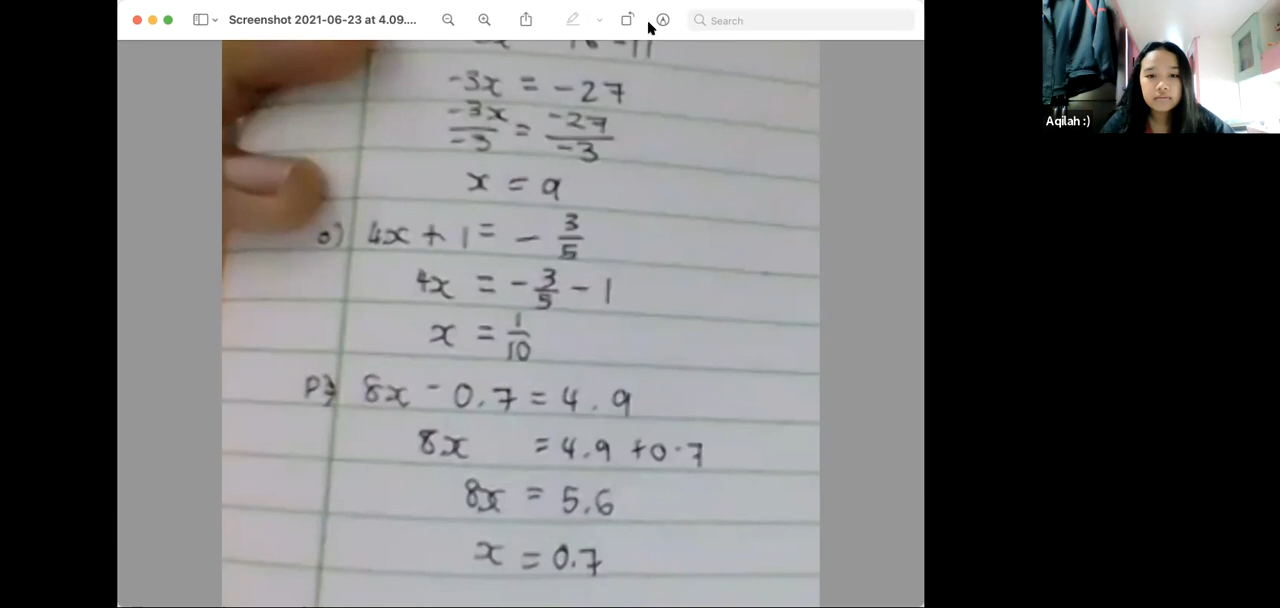 Screenshot 2021-06-23 at 4.09....
Search
Aqilah :)
-11
-3x = -27
-3x/-3 = -27/-3
x = 9
o) 4x + 1 = - 3/5
4x = - 3/5 - 1
x = 1/10
p) 8x - 0.7 = 4.9
8x = 4.9 + 0.7
8x = 5.6
x = 0.7